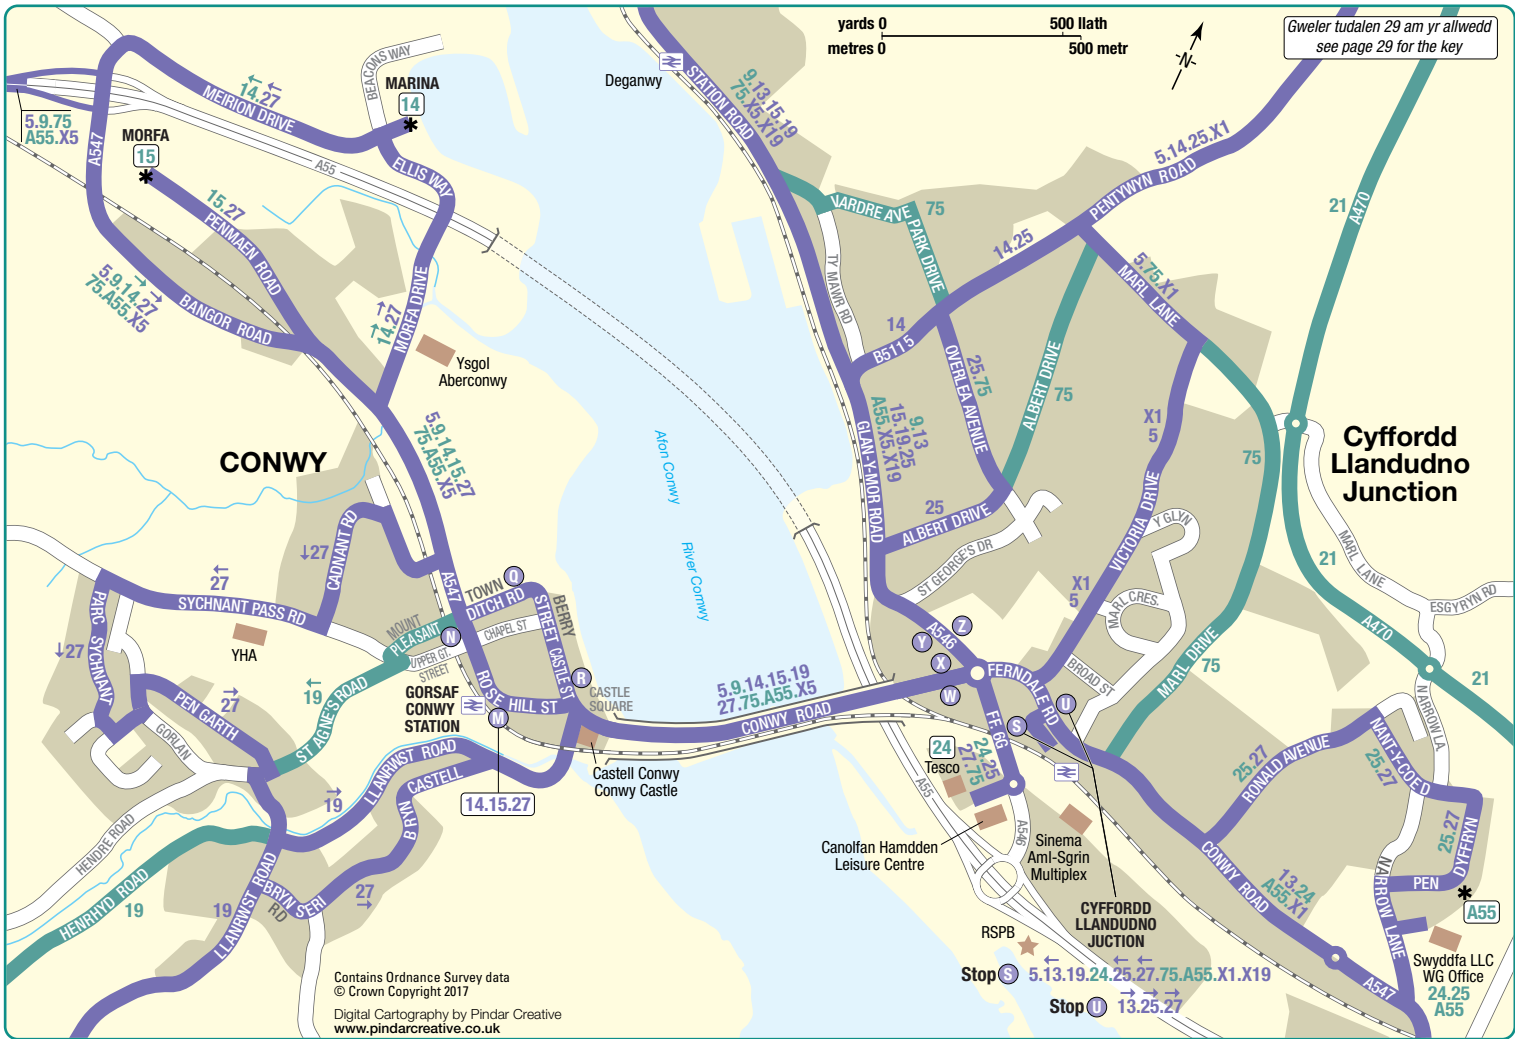 yards 0
500 llath
metres 0
500 metr
-N-
Gweler tudalen 29 am yr allwedd
see page 29 for the key
Deganwy
STATION ROAD
9.13.15.19
75.X5.X19
BEACONS WAY
MARINA
14
MEIRION DRIVE
14.27
5.9.75
A55.X5
A547
MORFA
15
A55
ELLIS WAY
15.27
PENMAEN ROAD
5.9.14.27
75.A55.X5
BANGOR ROAD
14.27
MORFA DRIVE
Ysgol
Aberconwy
VARDRE AVE
75
PARK DRIVE
TY MAWR RD
14.25
5.14.25.X1
PENTYWYN ROAD
5.75.X1
MARL LANE
21
A470
14
B5115
OVERLEA AVENUE
25.75
ALBERT DRIVE
75
9.13
15.19.25
A55.X5.X19
GLAN-Y-MOR ROAD
X1
5
75
Cyffordd
Llandudno
Junction
CONWY
5.9.14.15.27
75.A55.X5
Afon Conwy
River Comwy
25
ALBERT DRIVE
ST GEORGE'S DR
VICTORIA DRIVE
Y GLYN
MARL LANE
21
ESGYRYN RD
27
CADNANT RD
27
SYCHNANT PASS RD
PARC SYCHNANT
27
YHA
A547
TOWN
DITCH RD
Q
BERRY
STREET
CASTLE ST
CHAPEL ST
MOUNT
PLEASANT
N
UPPER GT.
STREET
R
CASTLE
SQUARE
X1
5
MARL CRES.
A546
Z
Y
X
W
FERNDALE RD
BROAD ST
MARL DRIVE
75
A470
21
NARROW LA
19
ST AGNE'S ROAD
GORSAF
CONWY
STATION
ROSE HILL ST
M
5.9.14.15.19
27.75.A55.X5
CONWY ROAD
27
PEN GARTH
GORLAN
LLANRWST ROAD
19
CASTELL
BRYN
14.15.27
Castell Conwy
Conwy Castle
FE 6G
S
U
24
Tesco
24.25
27.75
A55
A546
Canolfan Hamdden
Leisure Centre
Sinema
Aml-Sgrin
Multiplex
25.27
RONALD AVENUE
NANT-Y-COED
25.27
25.27
DYFFRYN
PEN
NARROW LANE
A55
CONWY ROAD
13.24
A55.X1
HENDRE ROAD
HENRHYD ROAD
19
19
LLANRWST ROAD
BRYN SERI
RD
27
CYFFORDD
LLANDUDNO
JUCTION
RSPB
Stop S 5.13.19.24.25.27.75.A55.X1.X19
Stop U 13.25.27
A547
Swyddfa LLC
WG Office
24.25
A55
Contains Ordnance Survey data
© Crown Copyright 2017
Digital Cartography by Pindar Creative
www.pindarcreative.co.uk